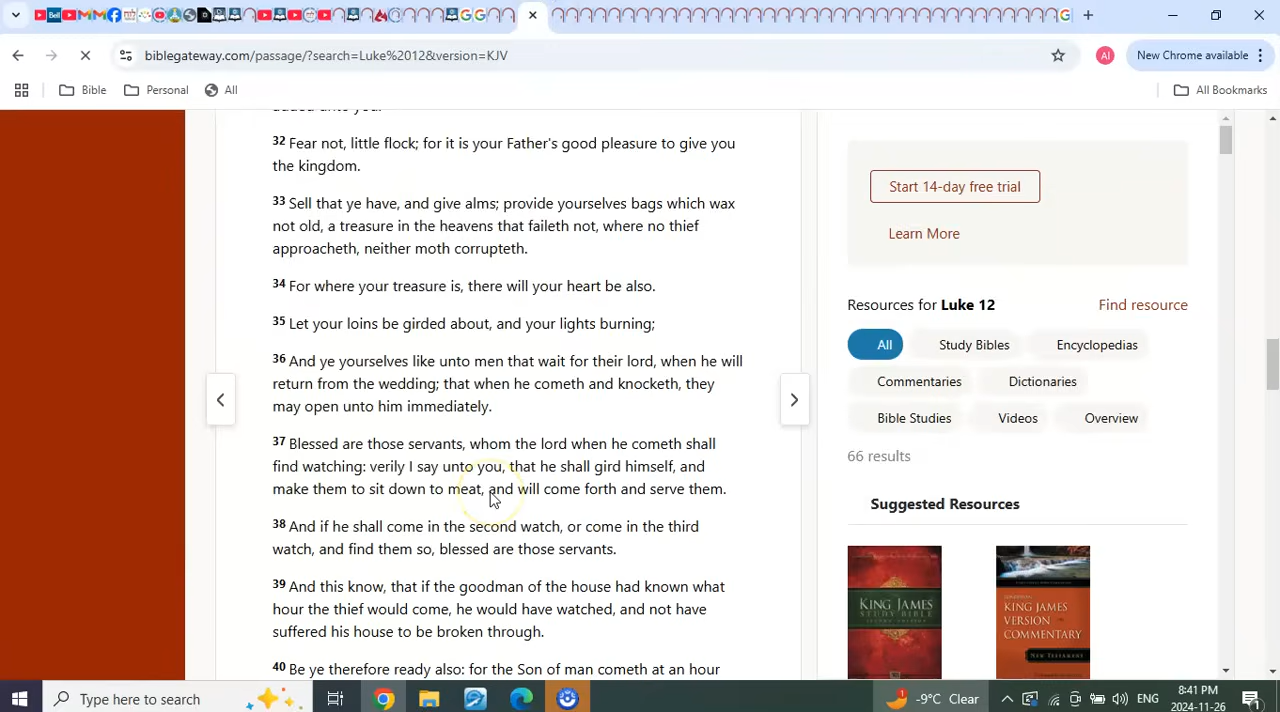 biblegateway.com/passage/?search=Luke%2012&version=KJV
AI
New Chrome available
Bible
Personal
All
All Bookmarks
32 Fear not, little flock; for it is your Father's good pleasure to give you
the kingdom.
33 Sell that ye have, and give alms; provide yourselves bags which wax
not old, a treasure in the heavens that faileth not, where no thief
approacheth, neither moth corrupteth.
34 For where your treasure is, there will your heart be also.
35 Let your loins be girded about, and your lights burning;
36 And ye yourselves like unto men that wait for their lord, when he will
return from the wedding; that when he cometh and knocketh, they
may open unto him immediately.
37 Blessed are those servants, whom the lord when he cometh shall
find watching: verily I say unto you, that he shall gird himself, and
make them to sit down to meat, and will come forth and serve them.
38 And if he shall come in the second watch, or come in the third
watch, and find them so, blessed are those servants.
39 And this know, that if the goodman of the house had known what
hour the thief would come, he would have watched, and not have
suffered his house to be broken through.
40 Be ye therefore ready also: for the Son of man cometh at an hour
Start 14-day free trial
Learn More
Resources for Luke 12
Find resource
All
Study Bibles
Encyclopedias
Commentaries
Dictionaries
Bible Studies
Videos
Overview
66 results
Suggested Resources
KING JAMES
STUDY BIBLE
KING JAMES
VERSION
COMMENTARY
NEW TESTAMENT
Type here to search
-9°C Clear
ENG
8:41 PM
2024-11-26